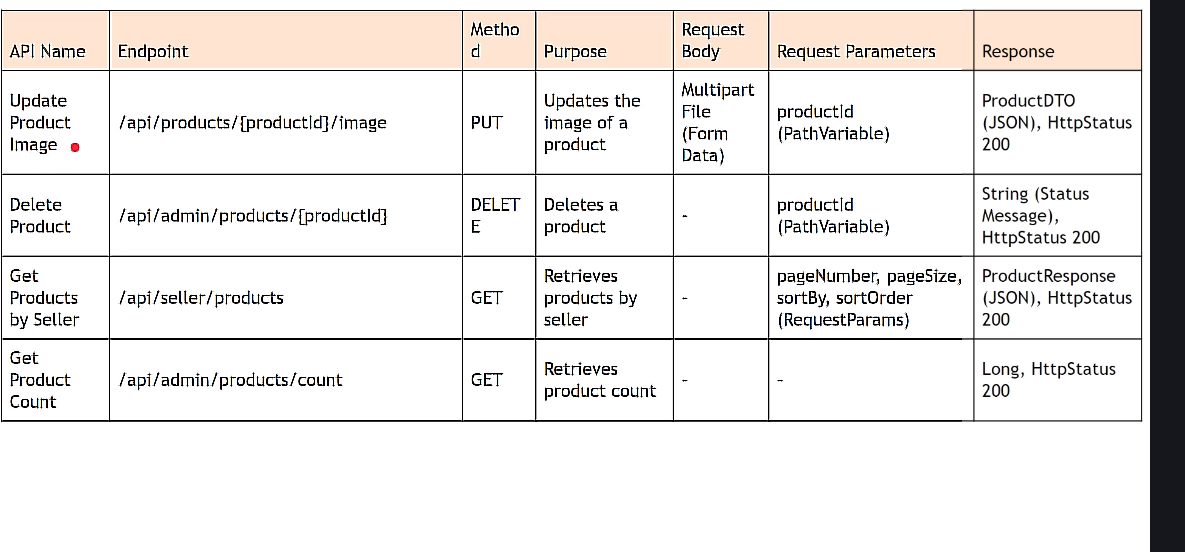 API Name Endpoint Metho
d Purpose Request
Body Request Parameters Response
Update
Product
Image /api/products/{productId}/image PUT Updates the
image of a
product Multipart
File
(Form
Data) productId
(PathVariable) ProductDTO
(JSON), HttpStatus
200
Delete
Product /api/admin/products/{productId} DELET
E Deletes a
product - productId
(PathVariable) String (Status
Message),
HttpStatus 200
Get
Products
by Seller /api/seller/products GET Retrieves
products by
seller - pageNumber, pageSize,
sortBy, sortOrder
(RequestParams) ProductResponse
(JSON), HttpStatus
200
Get
Product
Count /api/admin/products/count GET Retrieves
product count - - Long, HttpStatus
200